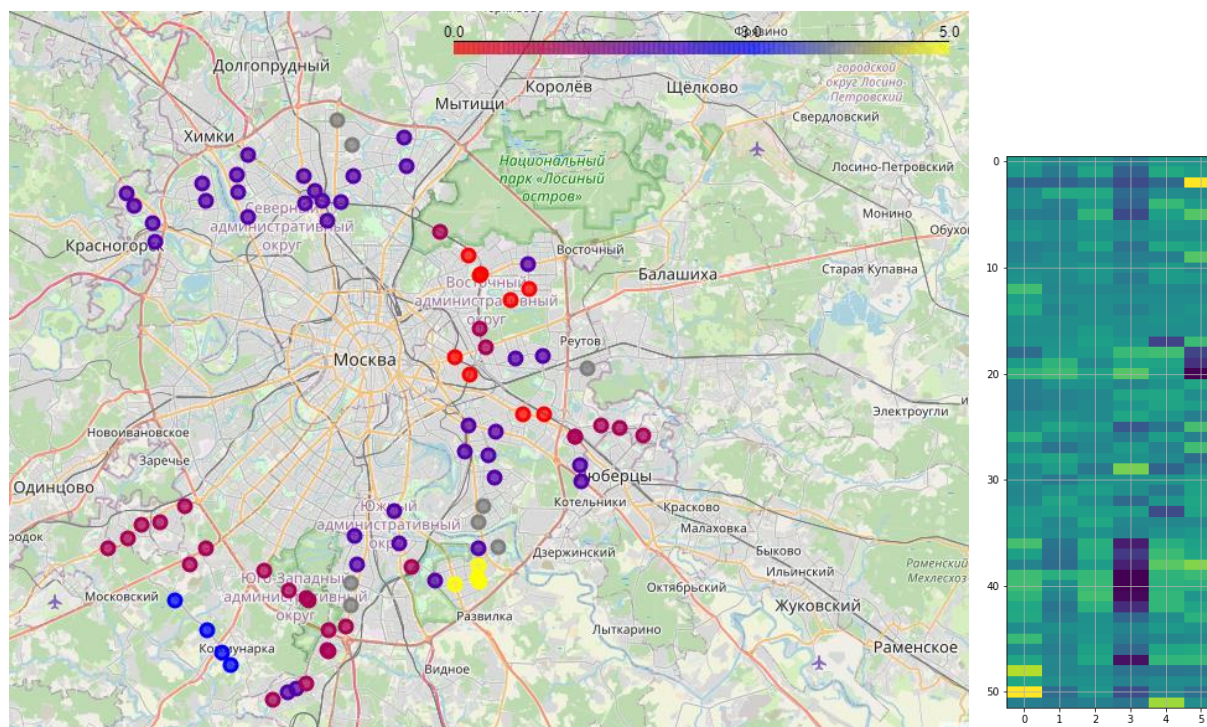 0.0
3.0
5.0
Долгопрудный
Королёв
Щёлково
городской
округ Лосино-
Петровский
Мытищи
Свердловский
Химки
Национальный
парк «Лосиный
остров»
Лосино-Петровский
Монино
Северный
административный
округ
Красногорск
Восточный
Балашиха
Старая Купавна
Восточный
административный
округ
Реутов
Москва
Электроугли
Новоивановское
Заречье
Одинцово
Люберцы
Котельники
Красково
Южный
административный
округ
Малаховка
Дзержинский
Быково
Ильинский
Раменский
Московский
Юго-Западный
административный
округ
Октябрьский
Жуковский
Развилка
Лыткарино
Коммунарка
Видное
Раменское
0
10
20
30
40
50
0 1 2 3 4 5